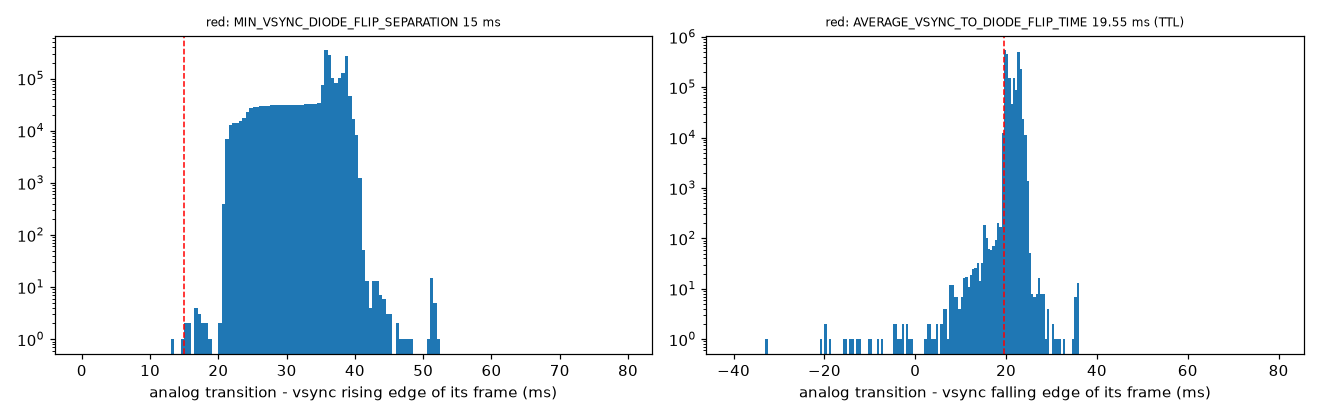 red: MIN_VSYNC_DIODE_FLIP_SEPARATION 15 ms
10^5
10^4
10^3
10^2
10^1
10^0
0 10 20 30 40 50 60 70 80
analog transition - vsync rising edge of its frame (ms)
red: AVERAGE_VSYNC_TO_DIODE_FLIP_TIME 19.55 ms (TTL)
10^6
10^5
10^4
10^3
10^2
10^1
10^0
−40 −20 0 20 40 60 80
analog transition - vsync falling edge of its frame (ms)